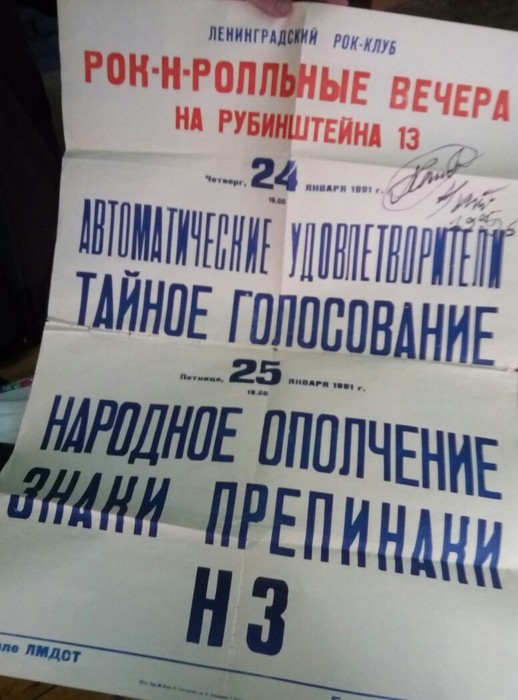 ЛЕНИНГРАДСКИЙ РОК-КЛУБ
РОК-Н-РОЛЛЬНЫЕ ВЕЧЕРА
НА РУБИНШТЕЙНА 13
Четверг, 24 ЯНВАРЯ 1991 г.
19.00
АВТОМАТИЧЕСКИЕ УДОВЛЕТВОРИТЕЛИ
ТАЙНОЕ ГОЛОСОВАНИЕ
Пятница, 25 ЯНВАРЯ 1991 г.
19.00
НАРОДНОЕ ОПОЛЧЕНИЕ
ЗНАКИ ПРЕПИНАКИ
НЗ
ЛМДСТ